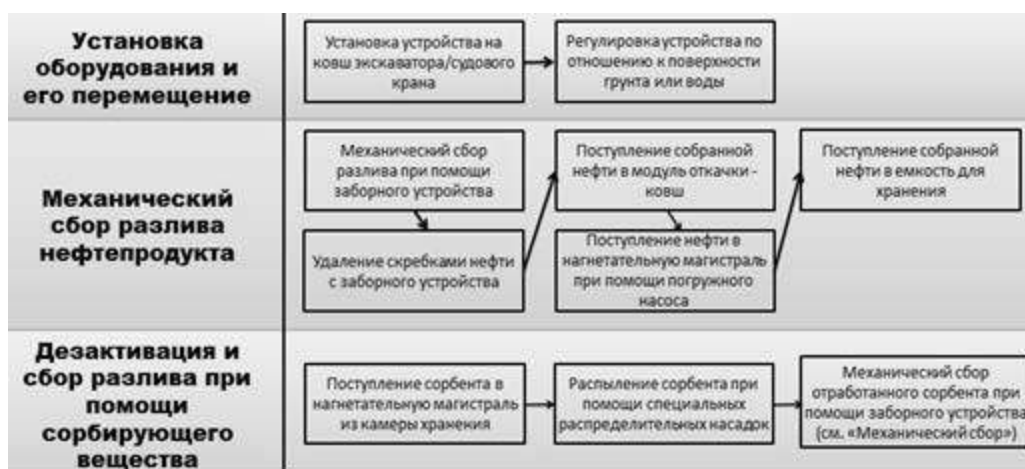 Установка
оборудования и
его перемещение
Установка устройства на
ковш экскаватора/судового
крана
Регулировка устройства по
отношению к поверхности
грунта или воды
Механический
сбор разлива
нефтепродукта
Механический сбор
разлива при помощи
заборного устройства
Удаление скребками нефти
с заборного устройства
Поступление собранной
нефти в модуль откачки -
ковш
Поступление нефти в
нагнетательную магистраль
при помощи погружного
насоса
Поступление собранной
нефти в емкость для
хранения
Дезактивация и
сбор разлива при
помощи
сорбирующего
вещества
Поступление сорбента в
нагнетательную магистраль
из камеры хранения
Распыление сорбента при
помощи специальных
распределительных насадок
Механический сбор
отработанного сорбента при
помощи заборного устройства
(см. «Механический сбор»)